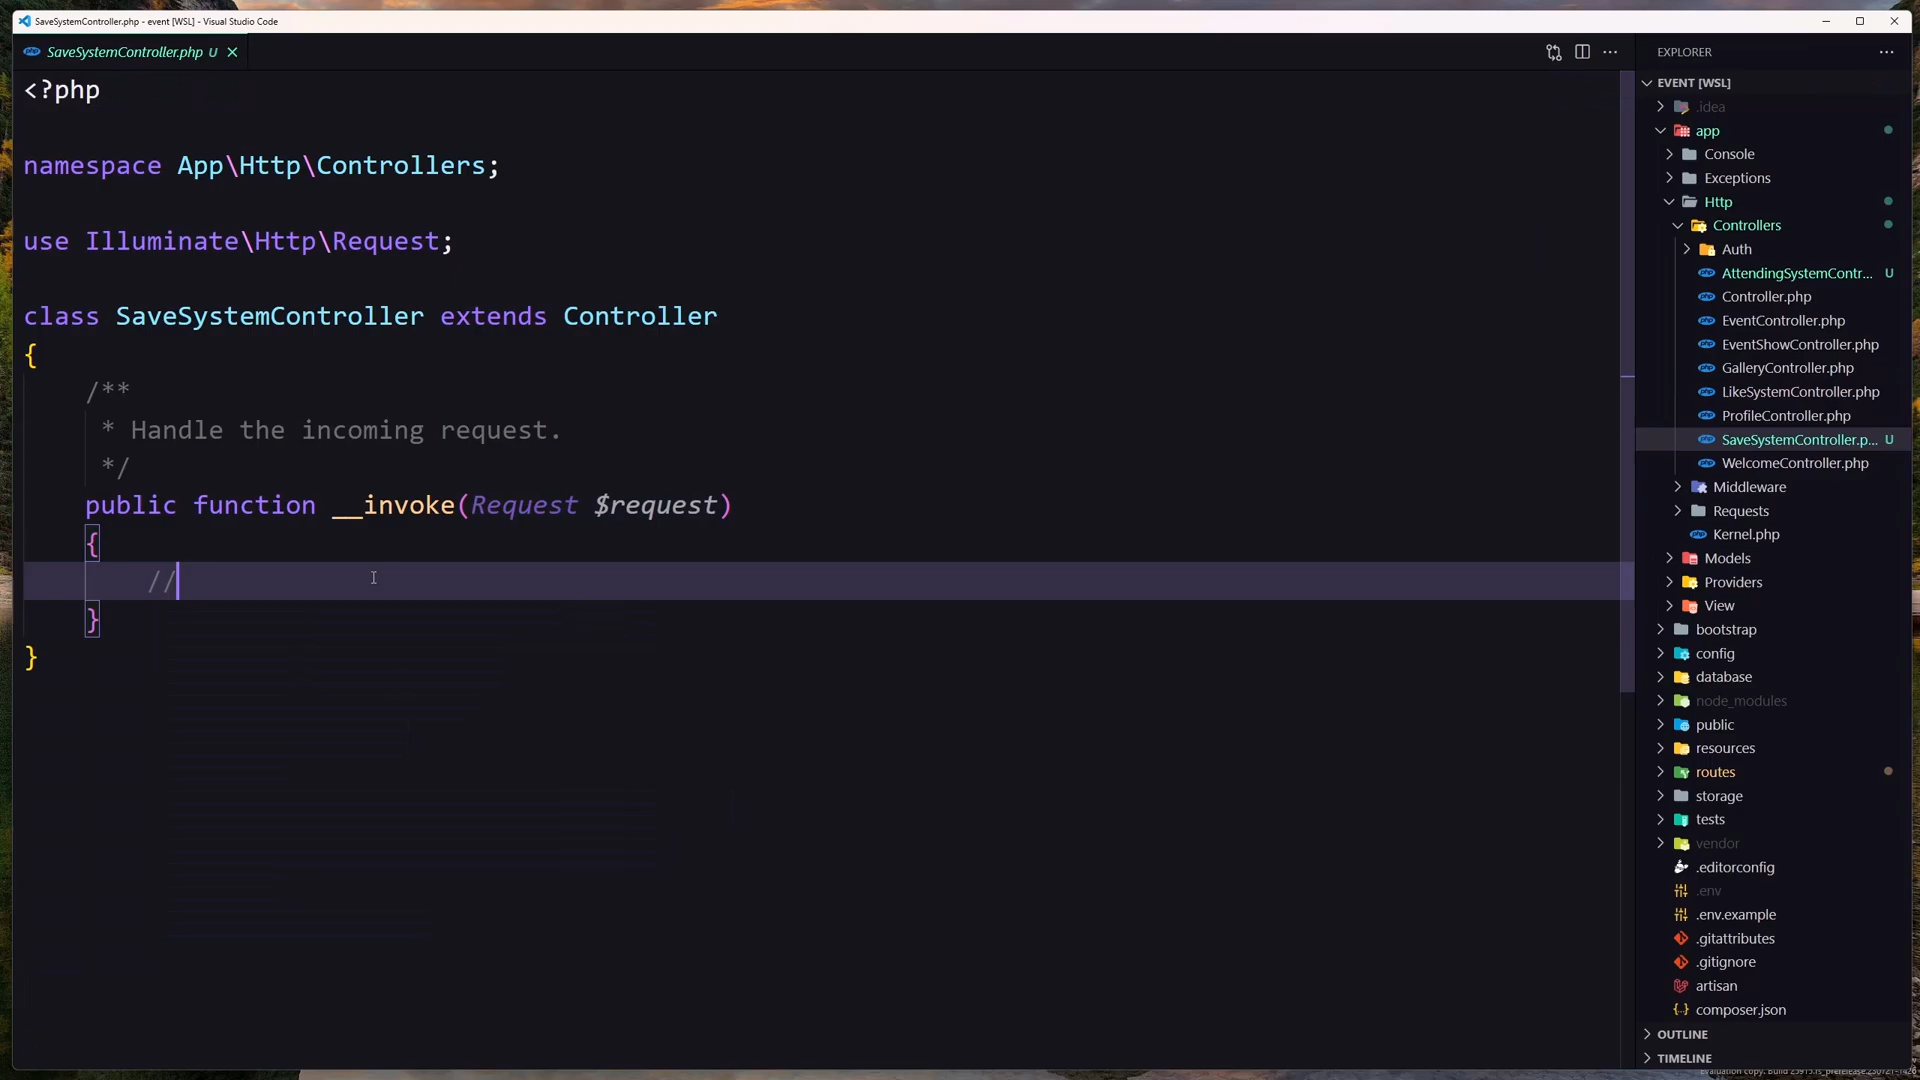 SaveSystemController.php - event [WSL] - Visual Studio Code
SaveSystemController.php U
<?php
namespace App\Http\Controllers;
use Illuminate\Http\Request;
class SaveSystemController extends Controller
{
/**
* Handle the incoming request.
*/
public function __invoke(Request $request)
{
//
}
}
EXPLORER
EVENT [WSL]
.idea
app
Console
Exceptions
Http
Controllers
Auth
AttendingSystemContr... U
Controller.php
EventController.php
EventShowController.php
GalleryController.php
LikeSystemController.php
ProfileController.php
SaveSystemController.p... U
WelcomeController.php
Middleware
Requests
Kernel.php
Models
Providers
View
bootstrap
config
database
node_modules
public
resources
routes
storage
tests
vendor
.editorconfig
.env
.env.example
.gitattributes
.gitignore
artisan
composer.json
OUTLINE
TIMELINE